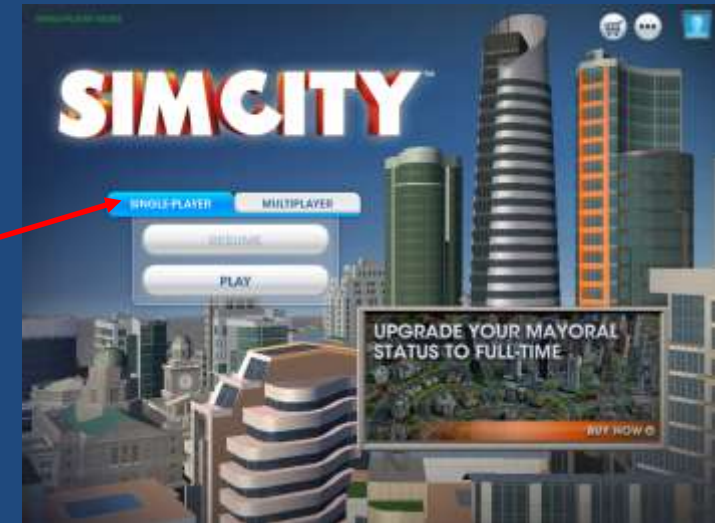 SIMCITY
SINGLE-PLAYER
MULTIPLAYER
RESUME
PLAY
UPGRADE YOUR MAYORAL
STATUS TO FULL-TIME
BUY NOW